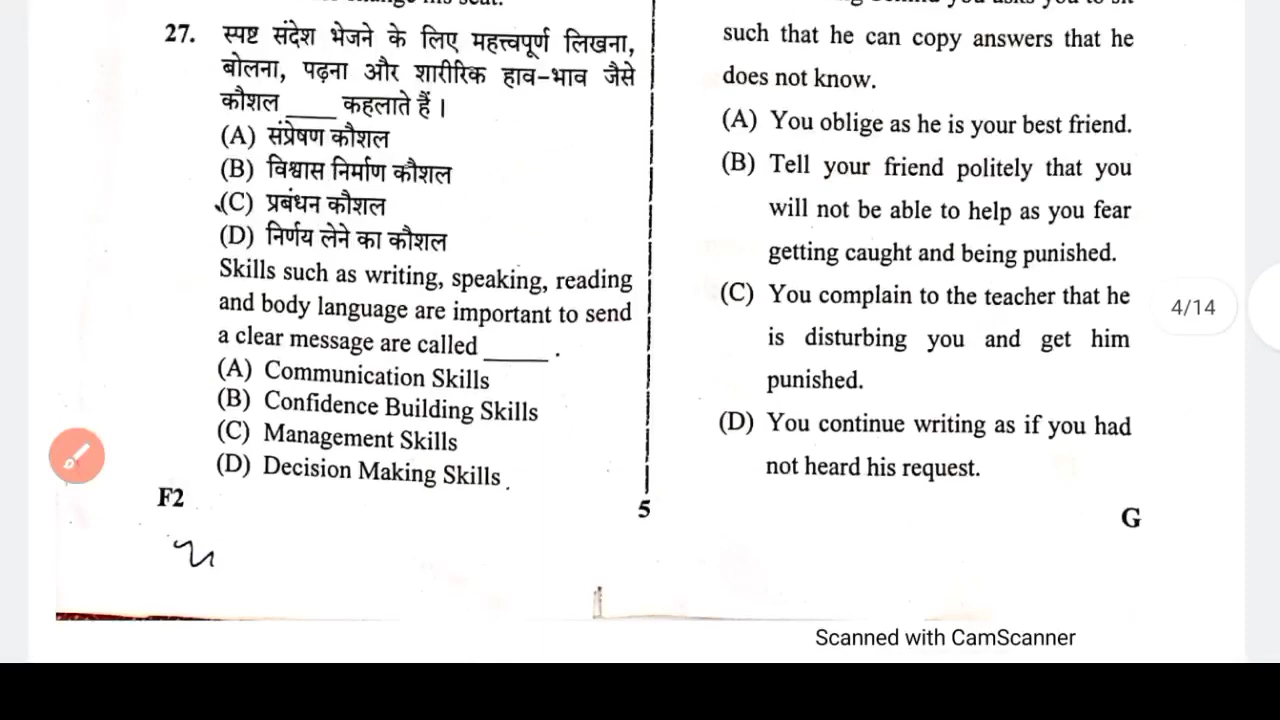 27. स्पष्ट संदेश भेजने के लिए महत्त्वपूर्ण लिखना,
बोलना, पढ़ना और शारीरिक हाव-भाव जैसे
कौशल ____ कहलाते हैं ।
(A) संप्रेषण कौशल
(B) विश्वास निर्माण कौशल
(C) प्रबंधन कौशल
(D) निर्णय लेने का कौशल
Skills such as writing, speaking, reading
and body language are important to send
a clear message are called ______ .
(A) Communication Skills
(B) Confidence Building Skills
(C) Management Skills
(D) Decision Making Skills .
F2
such that he can copy answers that he
does not know.
(A) You oblige as he is your best friend.
(B) Tell your friend politely that you
will not be able to help as you fear
getting caught and being punished.
(C) You complain to the teacher that he
is disturbing you and get him
punished.
(D) You continue writing as if you had
not heard his request.
5
G
4/14
Scanned with CamScanner